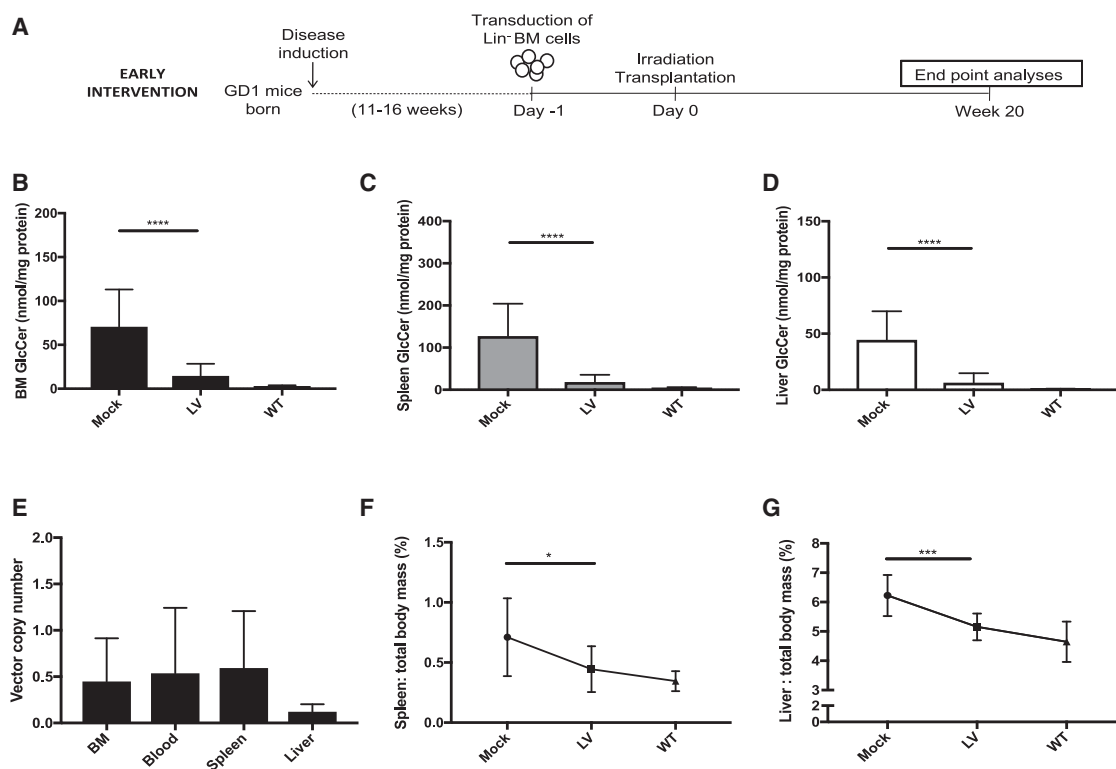 A
EARLY
INTERVENTION
GD1 mice
born
Disease
induction
(11-16 weeks)
Transduction of
Lin⁻ BM cells
Day -1
Irradiation
Transplantation
Day 0
End point analyses
Week 20
B
BM GlcCer (nmol/mg protein)
200
150
100
50
0
****
Mock
LV
WT
C
Spleen GlcCer (nmol/mg protein)
400
300
200
100
0
****
Mock
LV
WT
D
Liver GlcCer (nmol/mg protein)
150
100
50
0
****
Mock
LV
WT
E
Vector copy number
2.0
1.5
1.0
0.5
0.0
BM
Blood
Spleen
Liver
F
Spleen: total body mass (%)
1.5
1.0
0.5
0.0
*
Mock
LV
WT
G
Liver : total body mass (%)
8
7
6
5
4
3
2
0
***
Mock
LV
WT